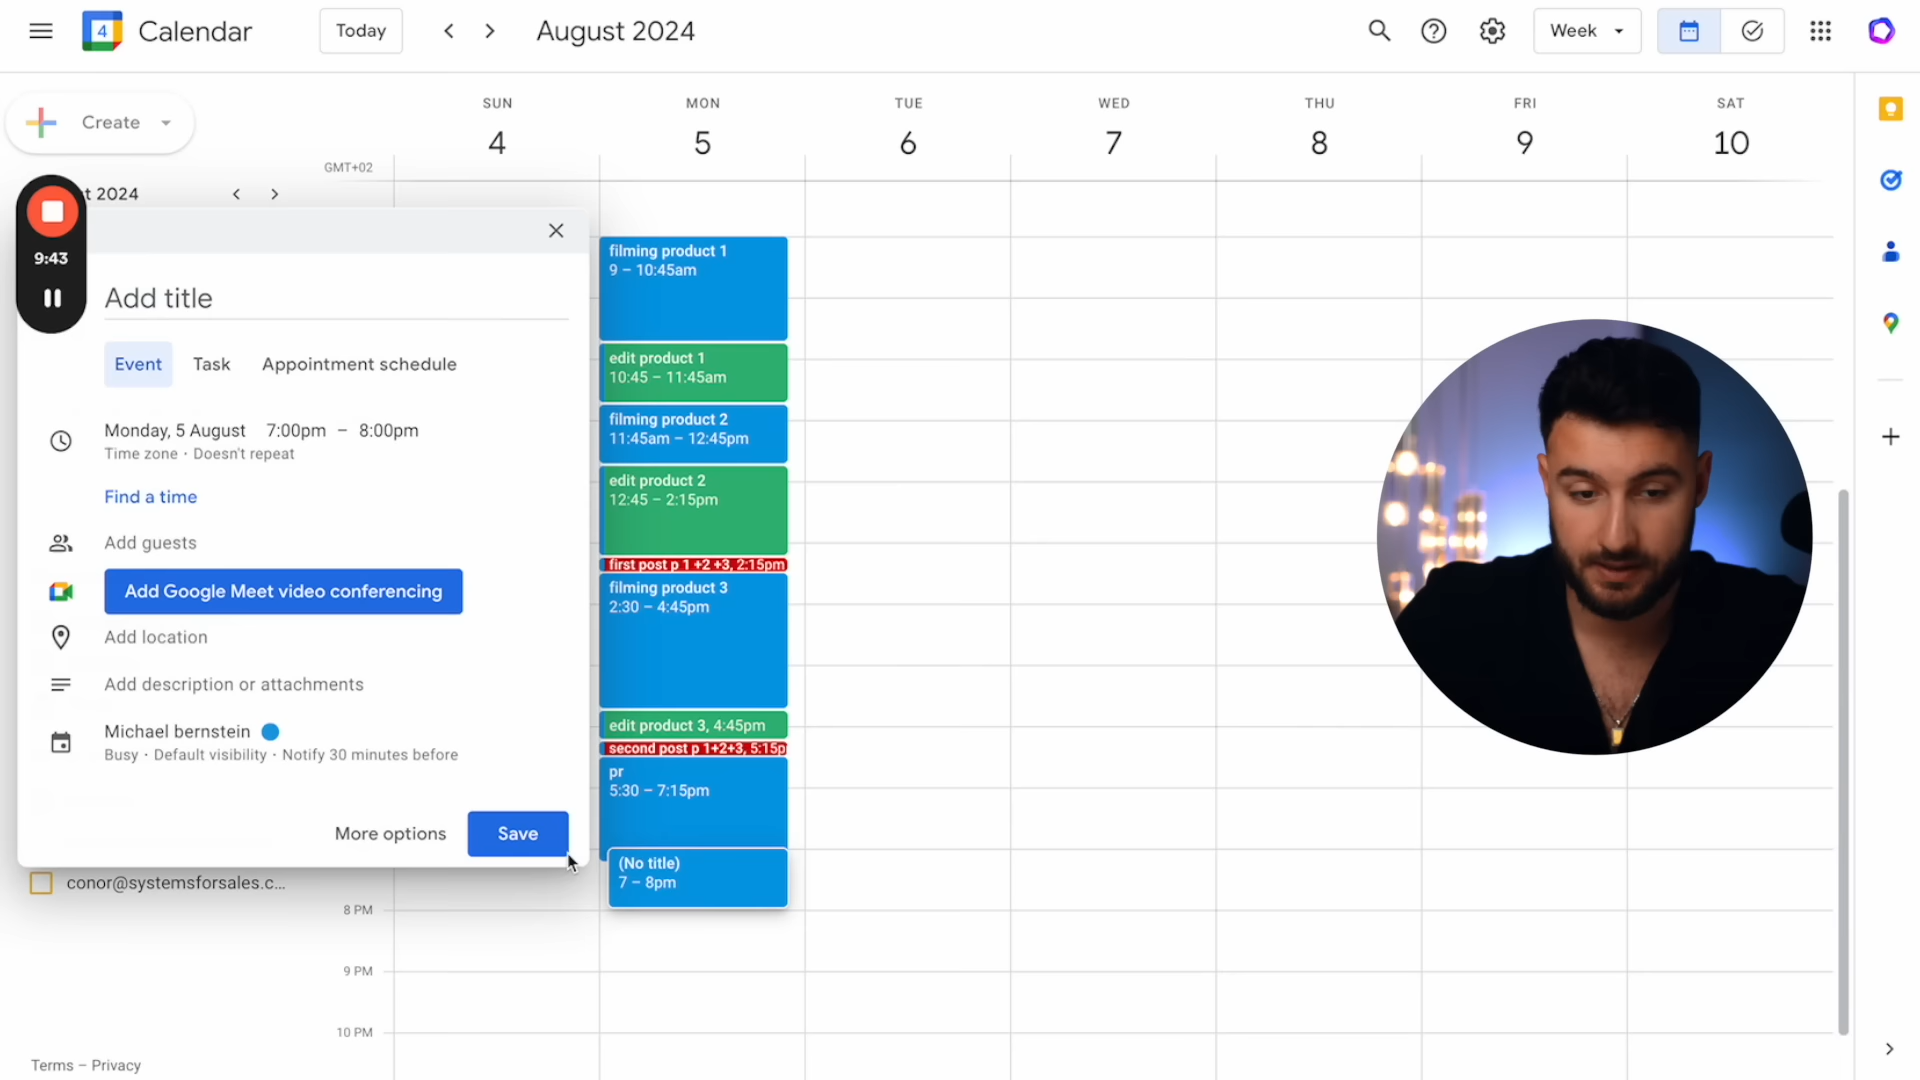 4
Calendar
Today
August 2024
Week
Create
SUN
MON
TUE
WED
THU
FRI
SAT
4
5
6
7
8
9
10
GMT+02
t 2024
9:43
Add title
Event
Task
Appointment schedule
Monday, 5 August 7:00pm – 8:00pm
Time zone · Doesn't repeat
Find a time
Add guests
Add Google Meet video conferencing
Add location
Add description or attachments
Michael bernstein
Busy · Default visibility · Notify 30 minutes before
More options
Save
conor@systemsforsales.c...
filming product 1
9 – 10:45am
edit product 1
10:45 – 11:45am
filming product 2
11:45am – 12:45pm
edit product 2
12:45 – 2:15pm
first post p 1 +2 +3, 2:15pm
filming product 3
2:30 – 4:45pm
edit product 3, 4:45pm
second post p 1+2+3, 5:15p
pr
5:30 – 7:15pm
(No title)
7 – 8pm
8 PM
9 PM
10 PM
Terms – Privacy